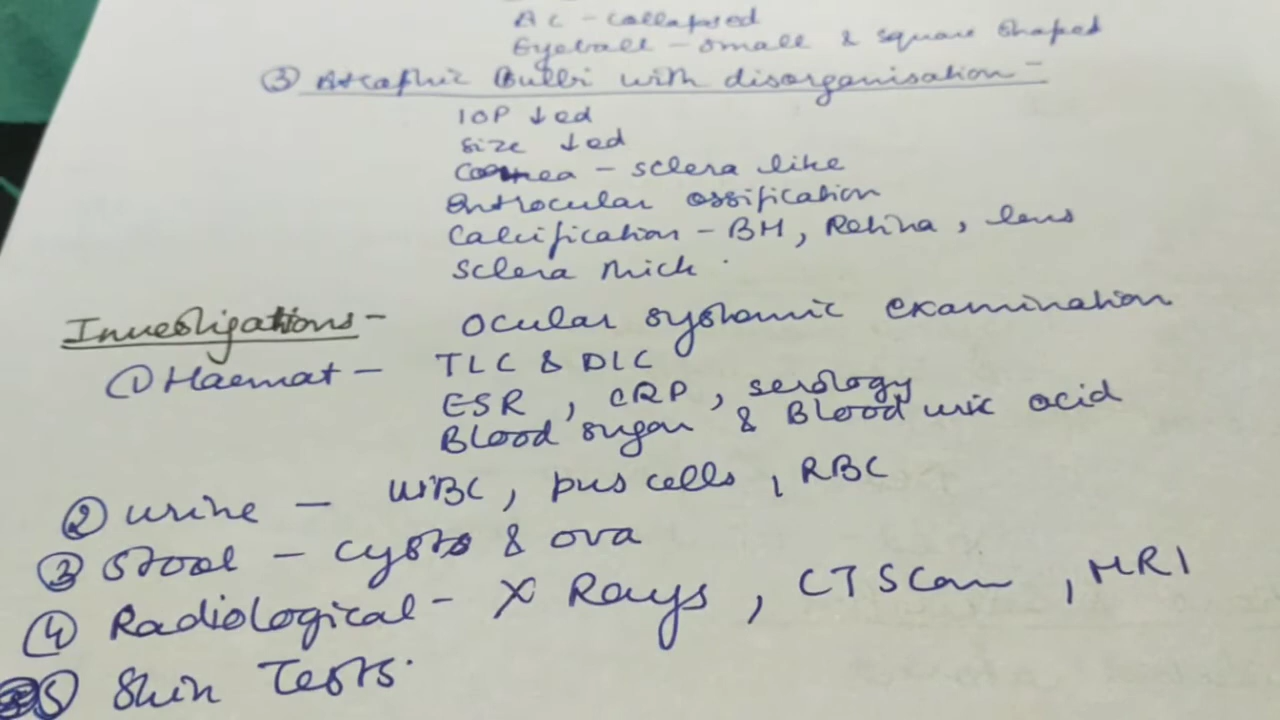 AC - collapsed
Eyeball - small & square shaped
③ Atrophic Bulbi with disorganisation -
IOP ↓ed
size ↓ed
Cornea - sclera like
Intraocular ossification
Calcification - BM, Retina, lens
Sclera thick.
Investigations - Ocular systemic examination
① Haemat - TLC & DLC
ESR, CRP, serology
Blood sugar & Blood uric acid
② Urine - WBC, pus cells, RBC
③ Stool - cysts & ova
④ Radiological - X Rays, CT Scan, MRI
⑤ Skin Tests.